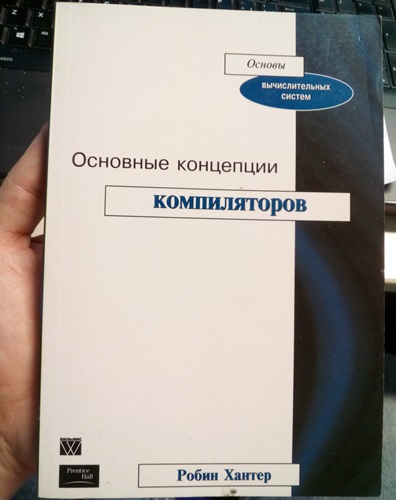 Основы
вычислительных
систем
Основные концепции
компиляторов
W
Prentice
Hall
Робин Хантер